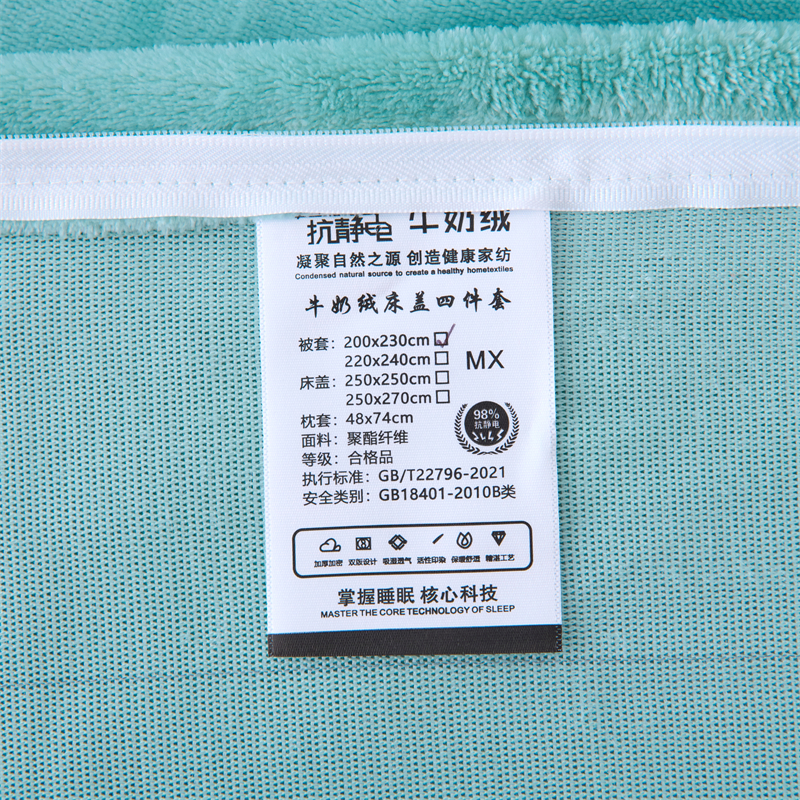 抗静电 牛奶绒
凝聚自然之源 创造健康家纺
Condensed natural source to create a healthy hometextiles
牛奶绒床盖四件套
被套: 200x230cm
220x240cm
MX
床盖: 250x250cm
250x270cm
枕套: 48x74cm
98%
抗静电
面料: 聚酯纤维
等级: 合格品
执行标准: GB/T22796-2021
安全类别: GB18401-2010B类
加厚加密 双版设计 吸湿透气 活性印染 保暖舒适 精湛工艺
掌握睡眠 核心科技
MASTER THE CORE TECHNOLOGY OF SLEEP